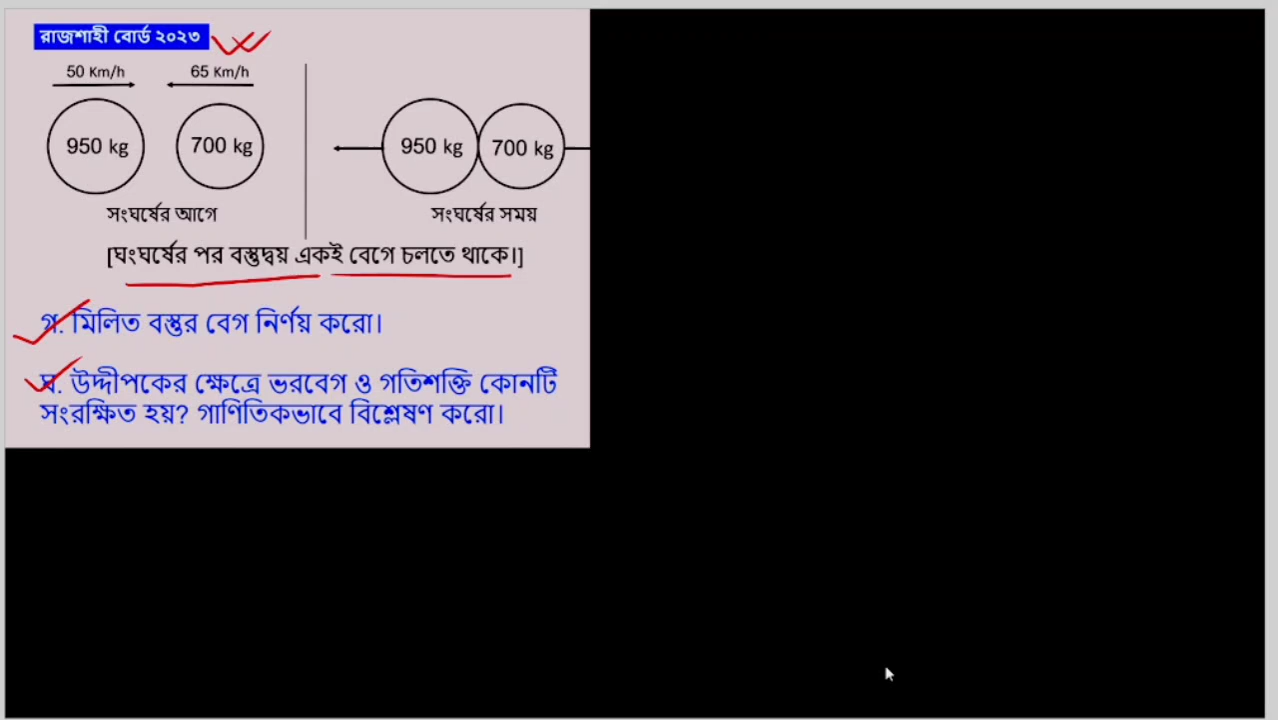 রাজশাহী বোর্ড ২০২৩
50 Km/h 65 Km/h
950 kg 700 kg 950 kg 700 kg
সংঘর্ষের আগে সংঘর্ষের সময়
[ঘংঘর্ষের পর বস্তুদ্বয় একই বেগে চলতে থাকে।]
গ. মিলিত বস্তুর বেগ নির্ণয় করো।
ঘ. উদ্দীপকের ক্ষেত্রে ভরবেগ ও গতিশক্তি কোনটি
সংরক্ষিত হয়? গাণিতিকভাবে বিশ্লেষণ করো।